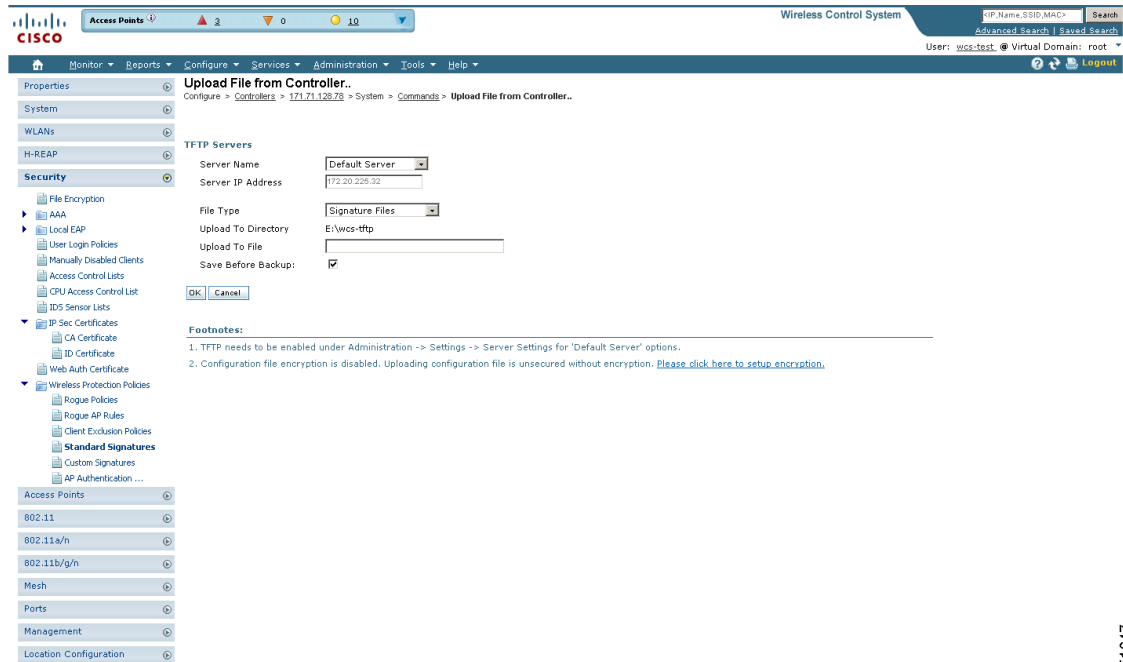 Access Points 3 0 10
Wireless Control System
<IP,Name,SSID,MAC> Search
Advanced Search | Saved Search
CISCO
User: wcs-test @ Virtual Domain: root
Monitor Reports Configure Services Administration Tools Help
Logout
Properties
System
WLANs
H-REAP
Security
File Encryption
AAA
Local EAP
User Login Policies
Manually Disabled Clients
Access Control Lists
CPU Access Control List
IDS Sensor Lists
IP Sec Certificates
CA Certificate
ID Certificate
Web Auth Certificate
Wireless Protection Policies
Rogue Policies
Rogue AP Rules
Client Exclusion Policies
Standard Signatures
Custom Signatures
AP Authentication ...
Access Points
802.11
802.11a/n
802.11b/g/n
Mesh
Ports
Management
Location Configuration
Upload File from Controller..
Configure > Controllers > 171.71.128.78 > System > Commands > Upload File from Controller..
TFTP Servers
Server Name Default Server
Server IP Address 172.20.225.32
File Type Signature Files
Upload To Directory E:\wcs-tftp
Upload To File
Save Before Backup:
OK Cancel
Footnotes:
1. TFTP needs to be enabled under Administration -> Settings -> Server Settings for 'Default Server' options.
2. Configuration file encryption is disabled. Uploading configuration file is unsecured without encryption. Please click here to setup encryption.